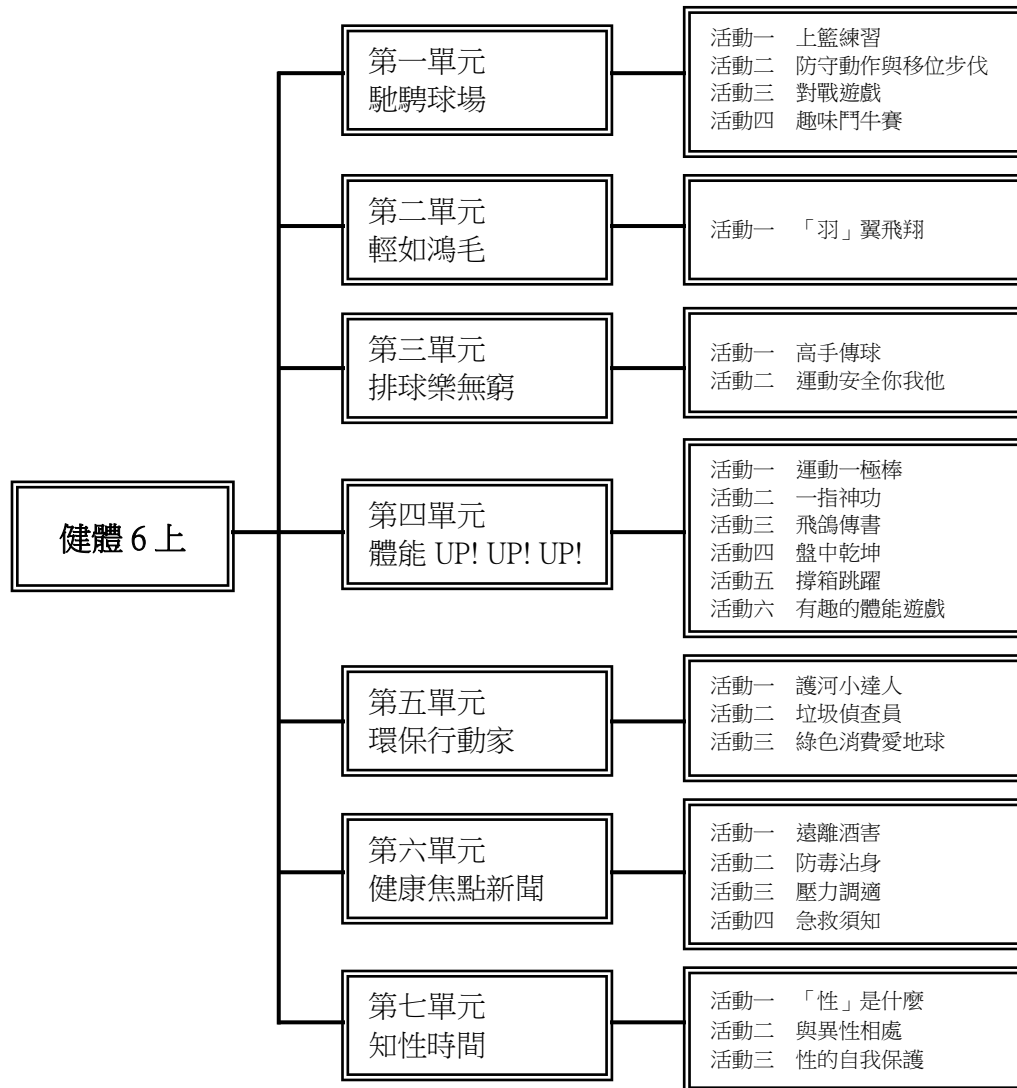 健體 6 上
第一單元
馳騁球場
活動一　上籃練習
活動二　防守動作與移位步伐
活動三　對戰遊戲
活動四　趣味鬥牛賽
第二單元
輕如鴻毛
活動一　「羽」翼飛翔
第三單元
排球樂無窮
活動一　高手傳球
活動二　運動安全你我他
第四單元
體能 UP! UP! UP!
活動一　運動一極棒
活動二　一指神功
活動三　飛鴿傳書
活動四　盤中乾坤
活動五　撐箱跳躍
活動六　有趣的體能遊戲
第五單元
環保行動家
活動一　護河小達人
活動二　垃圾偵查員
活動三　綠色消費愛地球
第六單元
健康焦點新聞
活動一　遠離酒害
活動二　防毒沾身
活動三　壓力調適
活動四　急救須知
第七單元
知性時間
活動一　「性」是什麼
活動二　與異性相處
活動三　性的自我保護